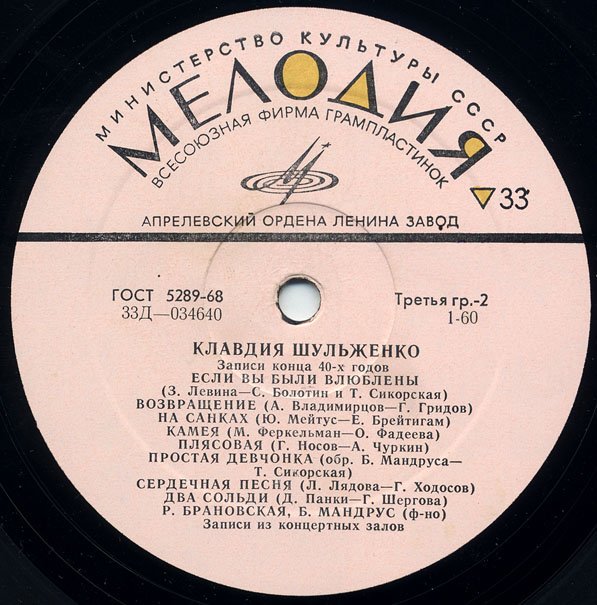 МИНИСТЕРСТВО КУЛЬТУРЫ СССР
МЕЛОДИЯ
ВСЕСОЮЗНАЯ ФИРМА ГРАМПЛАСТИНОК
33
АПРЕЛЕВСКИЙ ОРДЕНА ЛЕНИНА ЗАВОД
ГОСТ 5289-68 Третья гр.-2
33Д—034640 1-60
КЛАВДИЯ ШУЛЬЖЕНКО
Записи конца 40-х годов
ЕСЛИ ВЫ БЫЛИ ВЛЮБЛЕНЫ
(З. Левина—С. Болотин и Т. Сикорская)
ВОЗВРАЩЕНИЕ (А. Владимирцов—Г. Гридов)
НА САНКАХ (Ю. Мейтус—Е. Брейтигам)
КАМЕЯ (М. Феркельман—О. Фадеева)
ПЛЯСОВАЯ (Г. Носов—А. Чуркин)
ПРОСТАЯ ДЕВЧОНКА (обр. Б. Мандруса—
Т. Сикорская)
СЕРДЕЧНАЯ ПЕСНЯ (Л. Лядова—Г. Ходосов)
ДВА СОЛЬДИ (Д. Панки—Г. Шергова)
Р. БРАНОВСКАЯ, Б. МАНДРУС (ф-но)
Записи из концертных залов